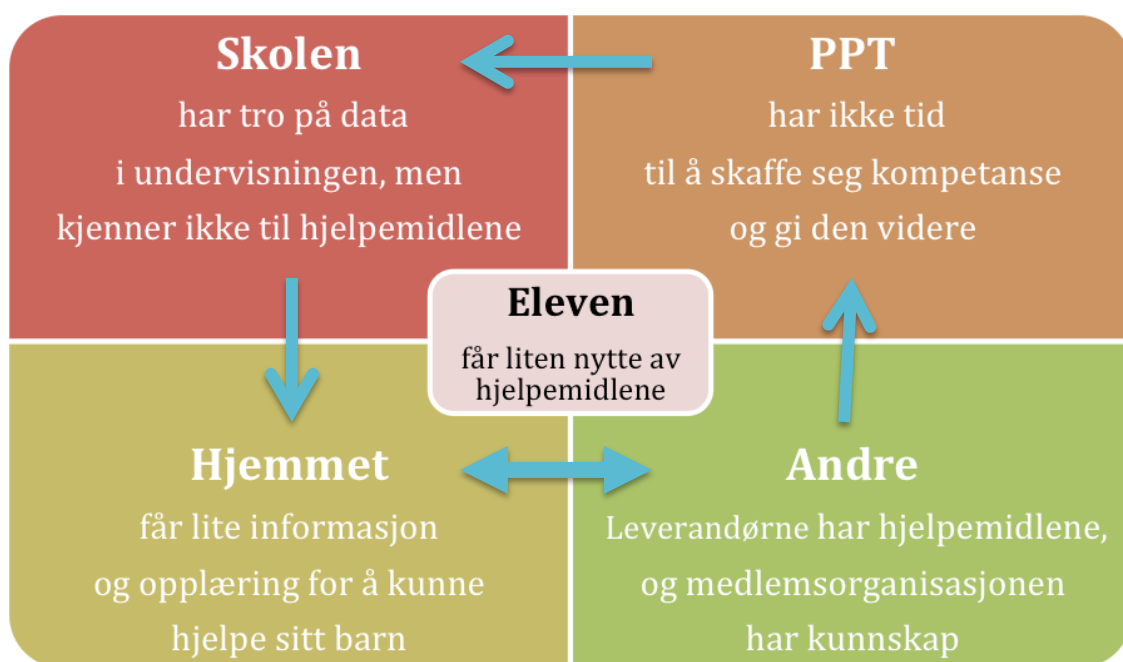 Skolen
har tro på data
i undervisningen, men
kjenner ikke til hjelpemidlene
PPT
har ikke tid
til å skaffe seg kompetanse
og gi den videre
Eleven
får liten nytte av
hjelpemidlene
Hjemmet
får lite informasjon
og opplæring for å kunne
hjelpe sitt barn
Andre
Leverandørne har hjelpemidlene,
og medlemsorganisasjonen
har kunnskap